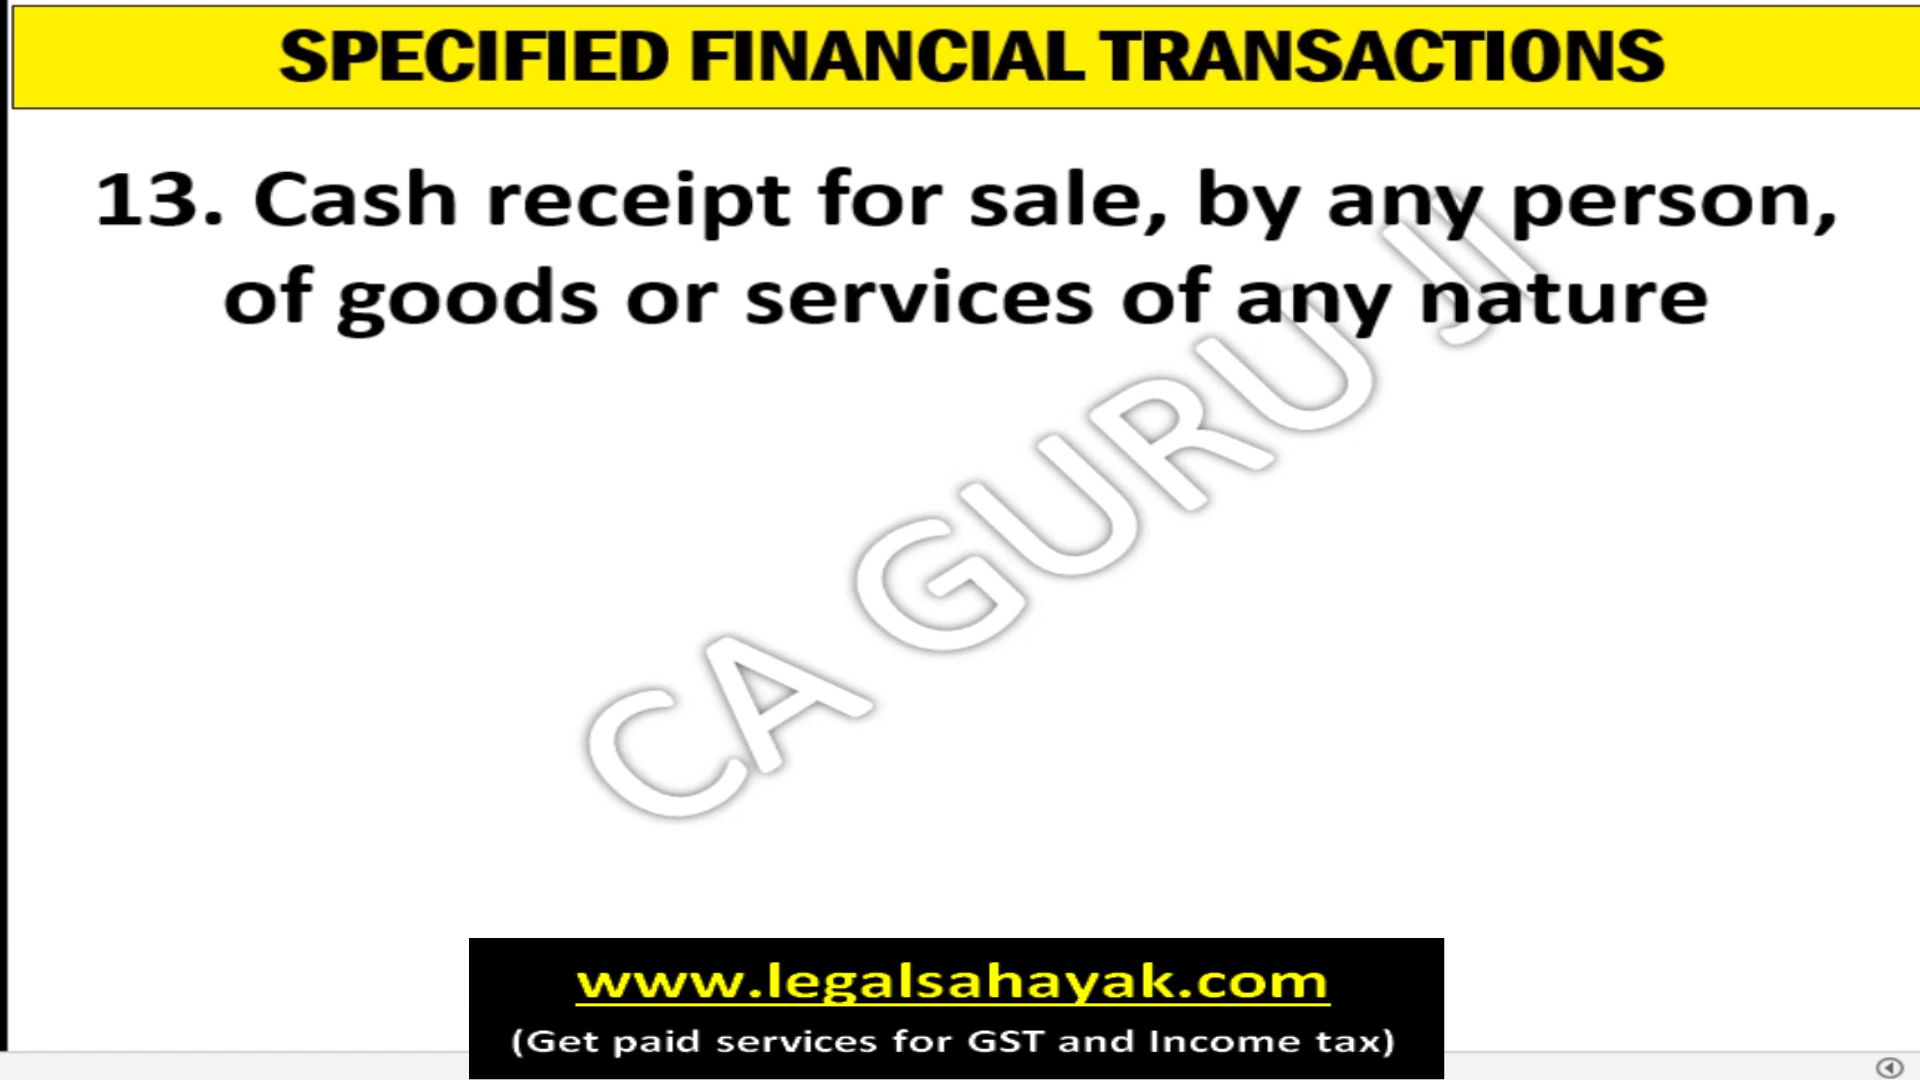 SPECIFIED FINANCIAL TRANSACTIONS
13. Cash receipt for sale, by any person,
of goods or services of any nature
CA GURU JI
www.legalsahayak.com
(Get paid services for GST and Income tax)